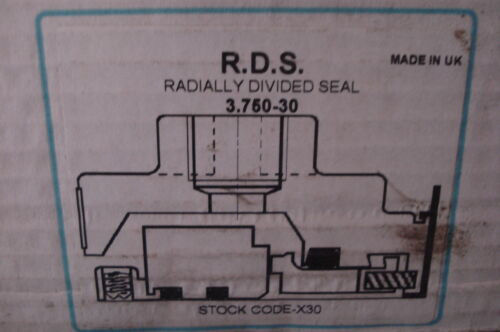 R.D.S.
MADE IN UK
RADIALLY DIVIDED SEAL
3.750-30
STOCK CODE-X30